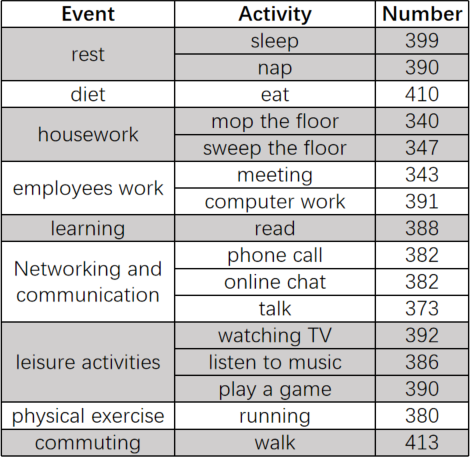 Event Activity Number
rest sleep 399
nap 390
diet eat 410
housework mop the floor 340
sweep the floor 347
employees work meeting 343
computer work 391
learning read 388
Networking and communication phone call 382
online chat 382
talk 373
leisure activities watching TV 392
listen to music 386
play a game 390
physical exercise running 380
commuting walk 413